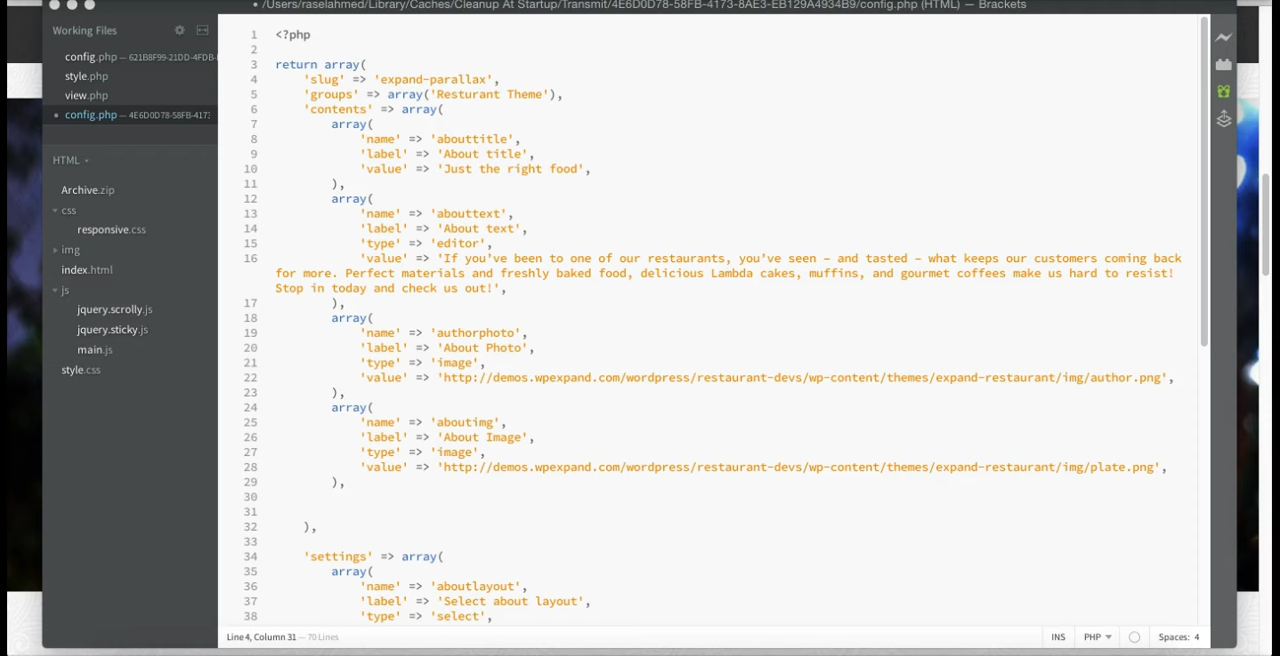 • /Users/raselahmed/Library/Caches/Cleanup At Startup/Transmit/4E6D0D78-58FB-4173-8AE3-EB129A4934B9/config.php (HTML) — Brackets
Working Files
config.php — 621B8F99-21DD-4FDB-
style.php
view.php
• config.php — 4E6D0D78-58FB-4173
HTML
Archive.zip
css
responsive.css
img
index.html
js
jquery.scrolly.js
jquery.sticky.js
main.js
style.css
1 <?php
2
3 return array(
4 'slug' => 'expand-parallax',
5 'groups' => array('Resturant Theme'),
6 'contents' => array(
7 array(
8 'name' => 'abouttitle',
9 'label' => 'About title',
10 'value' => 'Just the right food',
11 ),
12 array(
13 'name' => 'abouttext',
14 'label' => 'About text',
15 'type' => 'editor',
16 'value' => 'If you’ve been to one of our restaurants, you’ve seen – and tasted – what keeps our customers coming back
for more. Perfect materials and freshly baked food, delicious Lambda cakes, muffins, and gourmet coffees make us hard to resist!
Stop in today and check us out!',
17 ),
18 array(
19 'name' => 'authorphoto',
20 'label' => 'About Photo',
21 'type' => 'image',
22 'value' => 'http://demos.wpexpand.com/wordpress/restaurant-devs/wp-content/themes/expand-restaurant/img/author.png',
23 ),
24 array(
25 'name' => 'aboutimg',
26 'label' => 'About Image',
27 'type' => 'image',
28 'value' => 'http://demos.wpexpand.com/wordpress/restaurant-devs/wp-content/themes/expand-restaurant/img/plate.png',
29 ),
30
31
32 ),
33
34 'settings' => array(
35 array(
36 'name' => 'aboutlayout',
37 'label' => 'Select about layout',
38 'type' => 'select',
Line 4, Column 31 — 70 Lines
INS
PHP
Spaces: 4